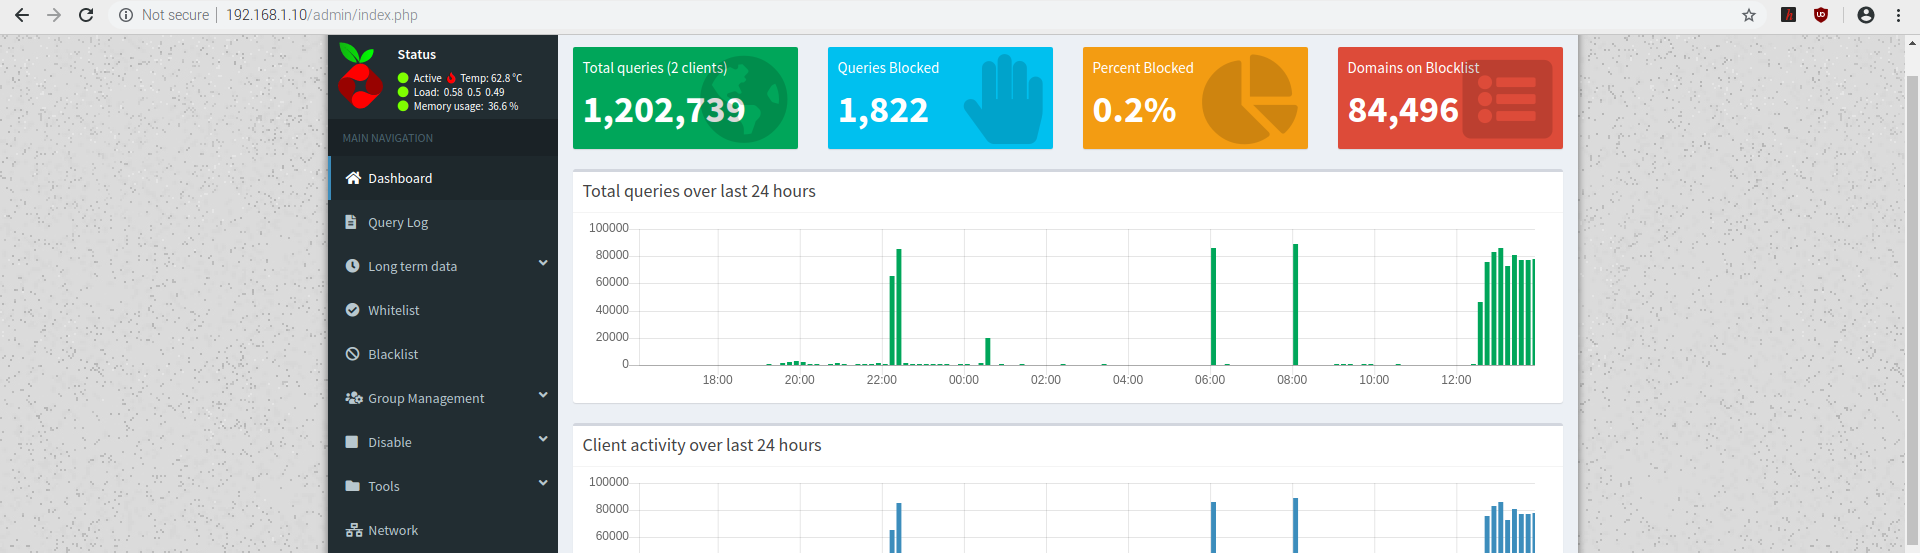 Not secure | 192.168.1.10/admin/index.php
Status
Active Temp: 62.8 °C
Load: 0.58 0.5 0.49
Memory usage: 36.6 %
MAIN NAVIGATION
Dashboard
Query Log
Long term data
Whitelist
Blacklist
Group Management
Disable
Tools
Network
Total queries (2 clients)
1,202,739
Queries Blocked
1,822
Percent Blocked
0.2%
Domains on Blocklist
84,496
Total queries over last 24 hours
100000
80000
60000
40000
20000
0
18:00 20:00 22:00 00:00 02:00 04:00 06:00 08:00 10:00 12:00
Client activity over last 24 hours
100000
80000
60000